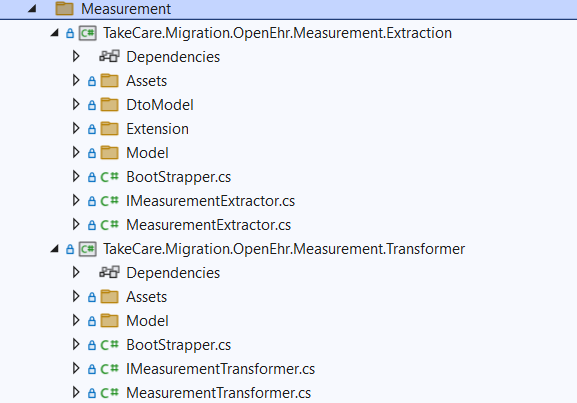 Measurement
C# TakeCare.Migration.OpenEhr.Measurement.Extraction
Dependencies
Assets
DtoModel
Extension
Model
C# BootStrapper.cs
C# IMeasurementExtractor.cs
C# MeasurementExtractor.cs
C# TakeCare.Migration.OpenEhr.Measurement.Transformer
Dependencies
Assets
Model
C# BootStrapper.cs
C# IMeasurementTransformer.cs
C# MeasurementTransformer.cs